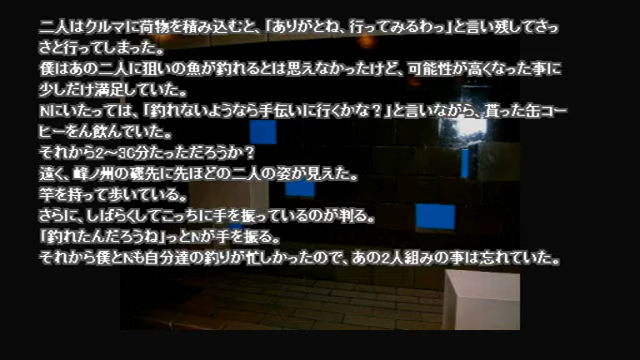 二人はクルマに荷物を積み込むと、「ありがとね、行ってみるわっ」と言い残してさっ
さと行ってしまった。
僕はあの二人に狙いの魚が釣れるとは思えなかったけど、可能性が高くなった事に
少しだけ満足していた。
Nにいたっては、「釣れないようなら手伝いに行くかな？」と言いながら、貰った缶コー
ヒーをん飲んでいた。
それから2～30分たっただろうか？
遠く、峰ノ州の磯先に先ほどの二人の姿が見えた。
竿を持って歩いている。
さらに、しばらくしてこっちに手を振っているのが判る。
「釣れたんだろうね」っとNが手を振る。
それから僕とNも自分達の釣りが忙しかったので、あの2人組みの事は忘れていた。